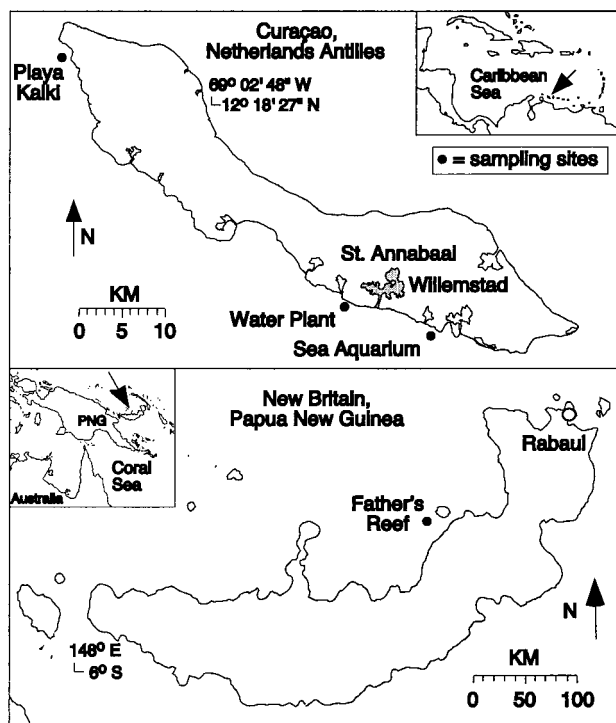 Curaçao,
Netherlands Antilles
Playa
Kalki
69° 02' 48" W
12° 18' 27" N
Caribbean
Sea
● = sampling sites
N
St. Annabaai
Willemstad
KM
0 5 10
Water Plant
Sea Aquarium
New Britain,
Papua New Guinea
PNG
Coral
Sea
Australia
Rabaul
Father's
Reef
148° E
6° S
N
KM
0 50 100